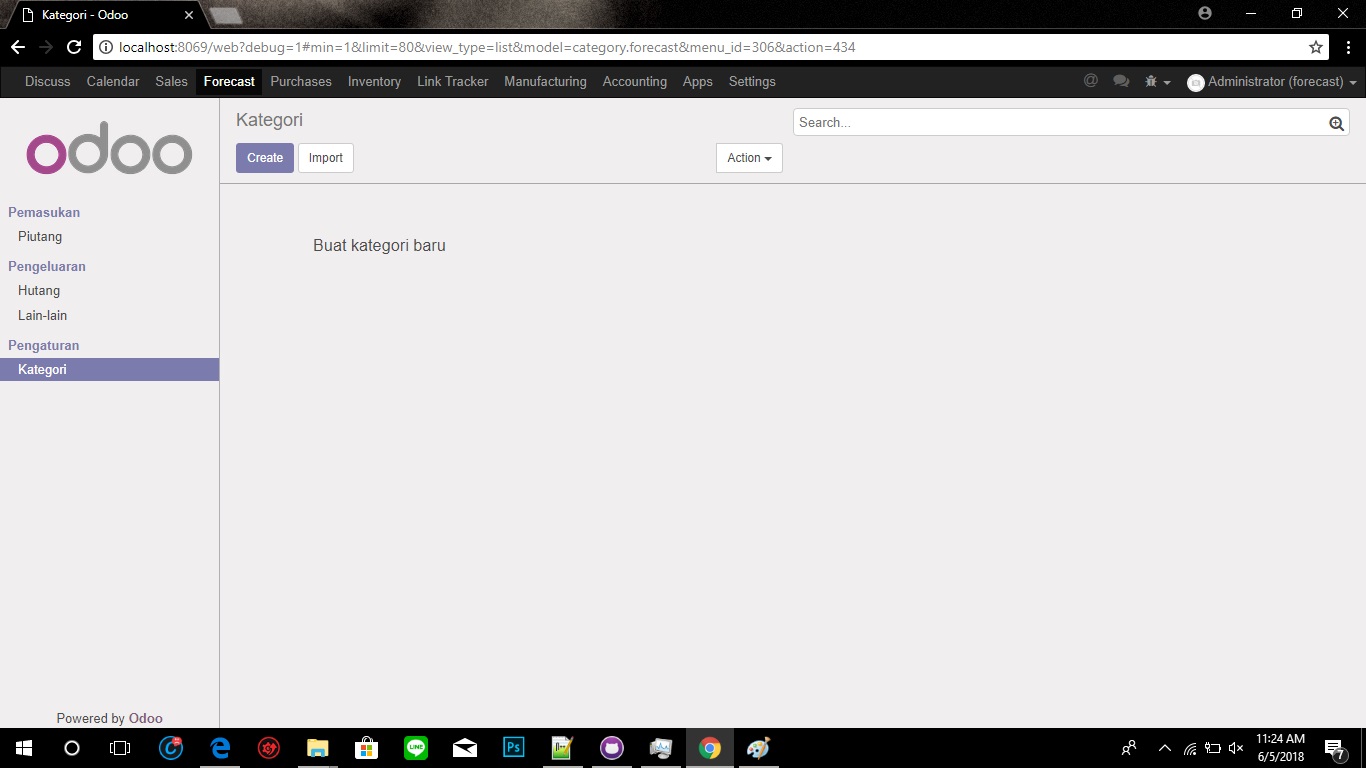 Kategori - Odoo
localhost:8069/web?debug=1#min=1&limit=80&view_type=list&model=category.forecast&menu_id=306&action=434
Discuss Calendar Sales Forecast Purchases Inventory Link Tracker Manufacturing Accounting Apps Settings @ Administrator (forecast)
odoo
Kategori
Search...
Create Import Action
Pemasukan
Piutang
Pengeluaran
Hutang
Lain-lain
Pengaturan
Kategori
Buat kategori baru
Powered by Odoo
LINE
Ps
11:24 AM
6/5/2018
7